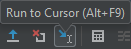 Run to Cursor (Alt+F9)